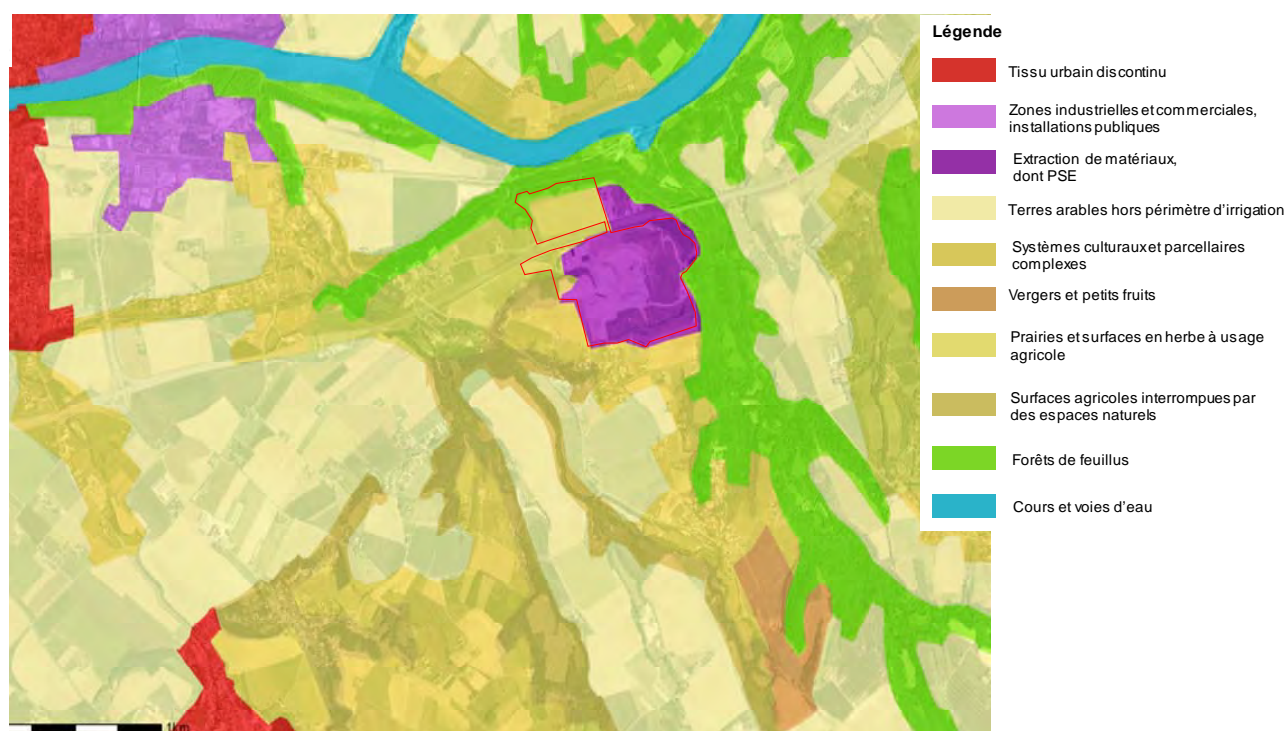 Légende
Tissu urbain discontinu
Zones industrielles et commerciales,
installations publiques
Extraction de matériaux,
dont PSE
Terres arables hors périmètre d'irrigation
Systèmes culturaux et parcellaires
complexes
Vergers et petits fruits
Prairies et surfaces en herbe à usage
agricole
Surfaces agricoles interrompues par
des espaces naturels
Forêts de feuillus
Cours et voies d'eau
1km